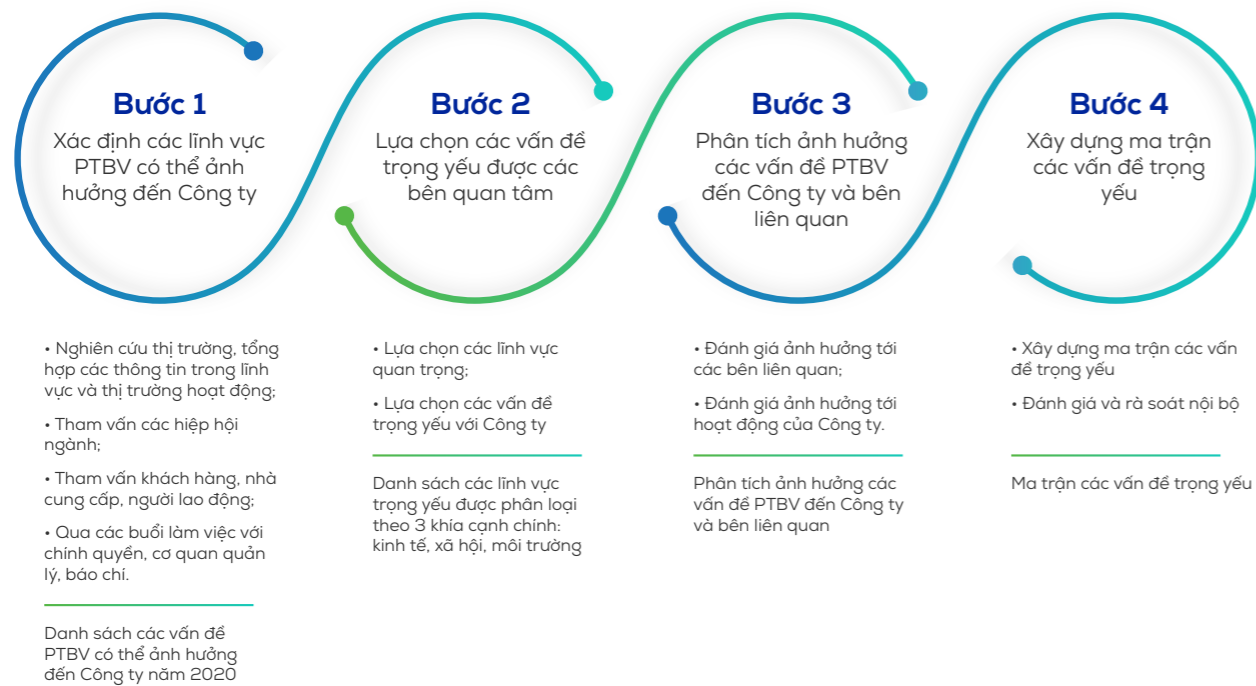 Bước 1
Xác định các lĩnh vực
PTBV có thể ảnh
hưởng đến Công ty
• Nghiên cứu thị trường, tổng
hợp các thông tin trong lĩnh
vực và thị trường hoạt động;
• Tham vấn các hiệp hội
ngành;
• Tham vấn khách hàng, nhà
cung cấp, người lao động;
• Qua các buổi làm việc với
chính quyền, cơ quan quản
lý, báo chí.
Danh sách các vấn đề
PTBV có thể ảnh hưởng
đến Công ty năm 2020
Bước 2
Lựa chọn các vấn đề
trọng yếu được các
bên quan tâm
• Lựa chọn các lĩnh vực
quan trọng;
• Lựa chọn các vấn đề
trọng yếu với Công ty
Danh sách các lĩnh vực
trọng yếu được phân loại
theo 3 khía cạnh chính:
kinh tế, xã hội, môi trường
Bước 3
Phân tích ảnh hưởng
các vấn đề PTBV
đến Công ty và bên
liên quan
• Đánh giá ảnh hưởng tới
các bên liên quan;
• Đánh giá ảnh hưởng tới
hoạt động của Công ty.
Phân tích ảnh hưởng các
vấn đề PTBV đến Công ty
và bên liên quan
Bước 4
Xây dựng ma trận
các vấn đề trọng
yếu
• Xây dựng ma trận các vấn
đề trọng yếu
• Đánh giá và rà soát nội bộ
Ma trận các vấn đề trọng yếu